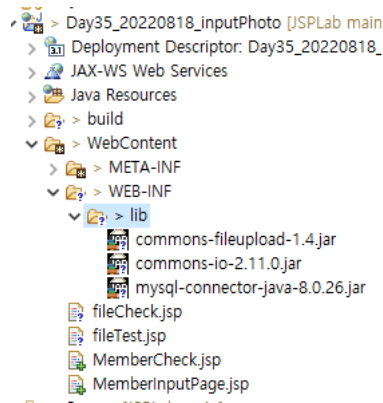 > Day35_20220818_inputPhoto [JSPLab main
> Deployment Descriptor: Day35_20220818_
> JAX-WS Web Services
> Java Resources
> build
> WebContent
> META-INF
> WEB-INF
> lib
commons-fileupload-1.4.jar
commons-io-2.11.0.jar
mysql-connector-java-8.0.26.jar
fileCheck.jsp
fileTest.jsp
MemberCheck.jsp
MemberInputPage.jsp